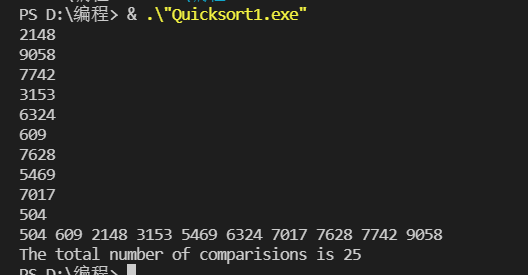 PS D:\编程> & .\"Quicksort1.exe"
2148
9058
7742
3153
6324
609
7628
5469
7017
504
504 609 2148 3153 5469 6324 7017 7628 7742 9058
The total number of comparisions is 25
PS D:\编程>